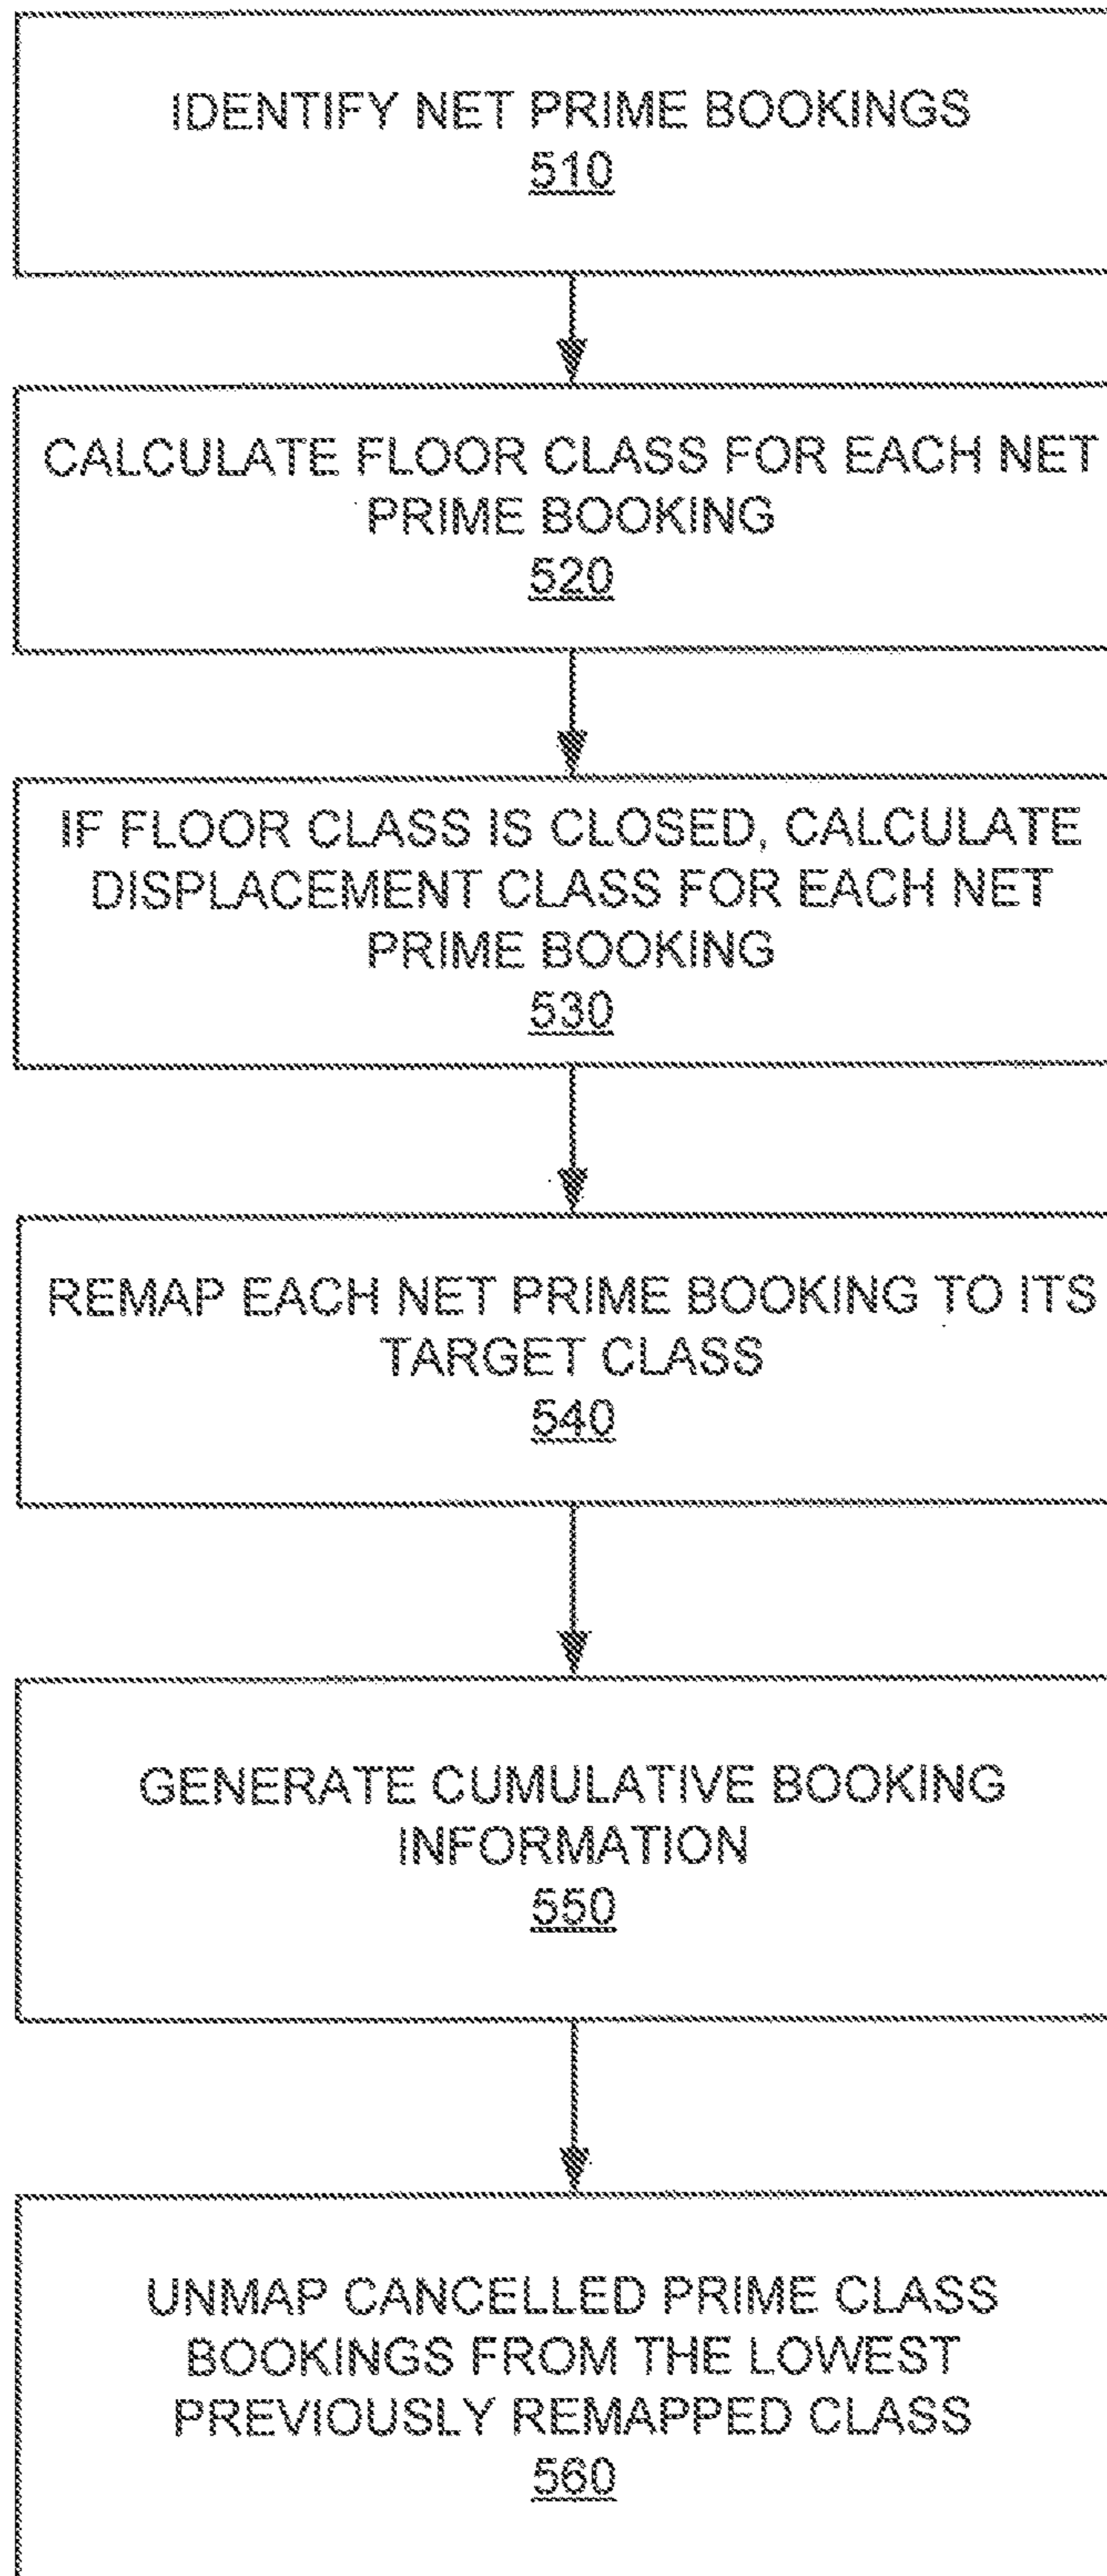 IDENTIFY NET PRIME BOOKINGS
510
CALCULATE FLOOR CLASS FOR EACH NET
PRIME BOOKING
520
IF FLOOR CLASS IS CLOSED, CALCULATE
DISPLACEMENT CLASS FOR EACH NET
PRIME BOOKING
530
REMAP EACH NET PRIME BOOKING TO ITS
TARGET CLASS
540
GENERATE CUMULATIVE BOOKING
INFORMATION
550
UNMAP CANCELLED PRIME CLASS
BOOKINGS FROM THE LOWEST
PREVIOUSLY REMAPPED CLASS
560